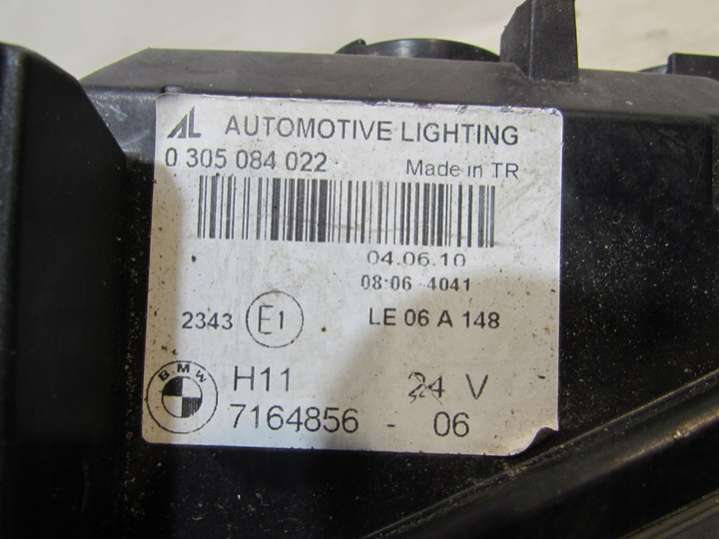 AL AUTOMOTIVE LIGHTING
0 305 084 022 Made in TR
04.06.10
08:06 4041
2343 E1 LE 06 A 148
BMW
H11 24 V
7164856 - 06